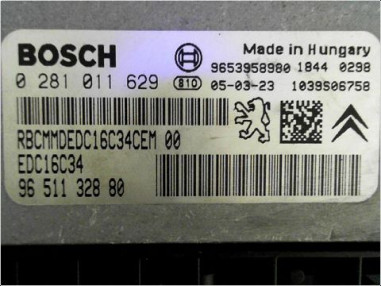 BOSCH Made in Hungary
9653958980 1844 0298
0 281 011 629 810 05-03-23 1039S06758
RBCMMDEDC16C34CEM 00
EDC16C34
96 511 328 80